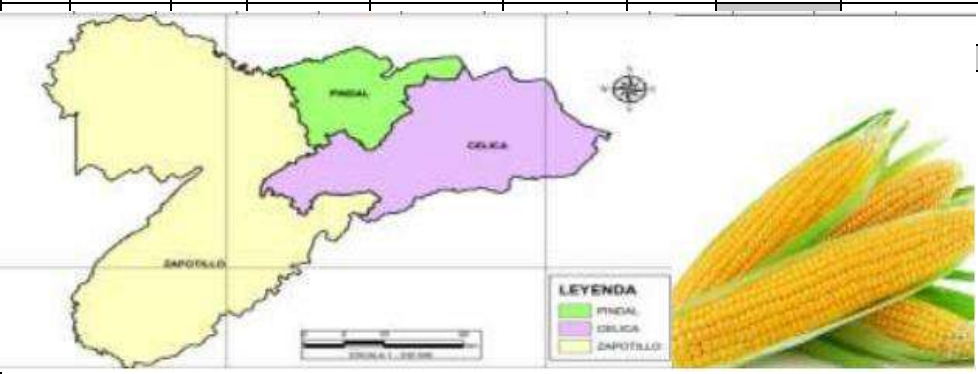 PINDAL
CELICA
ZAPOTILLO
LEYENDA
PINDAL
CELICA
ZAPOTILLO